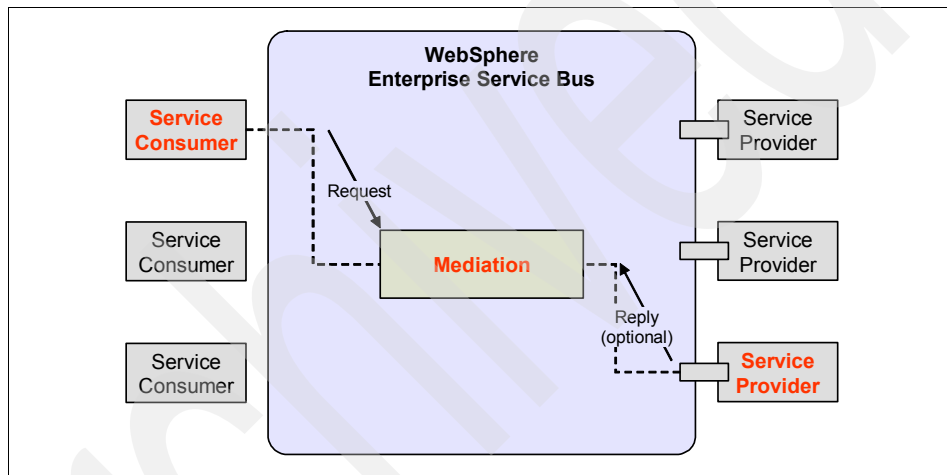 WebSphere
Enterprise Service Bus
Service
Consumer
Service
Provider
Request
Service
Consumer
Mediation
Service
Provider
Reply
(optional)
Service
Consumer
Service
Provider